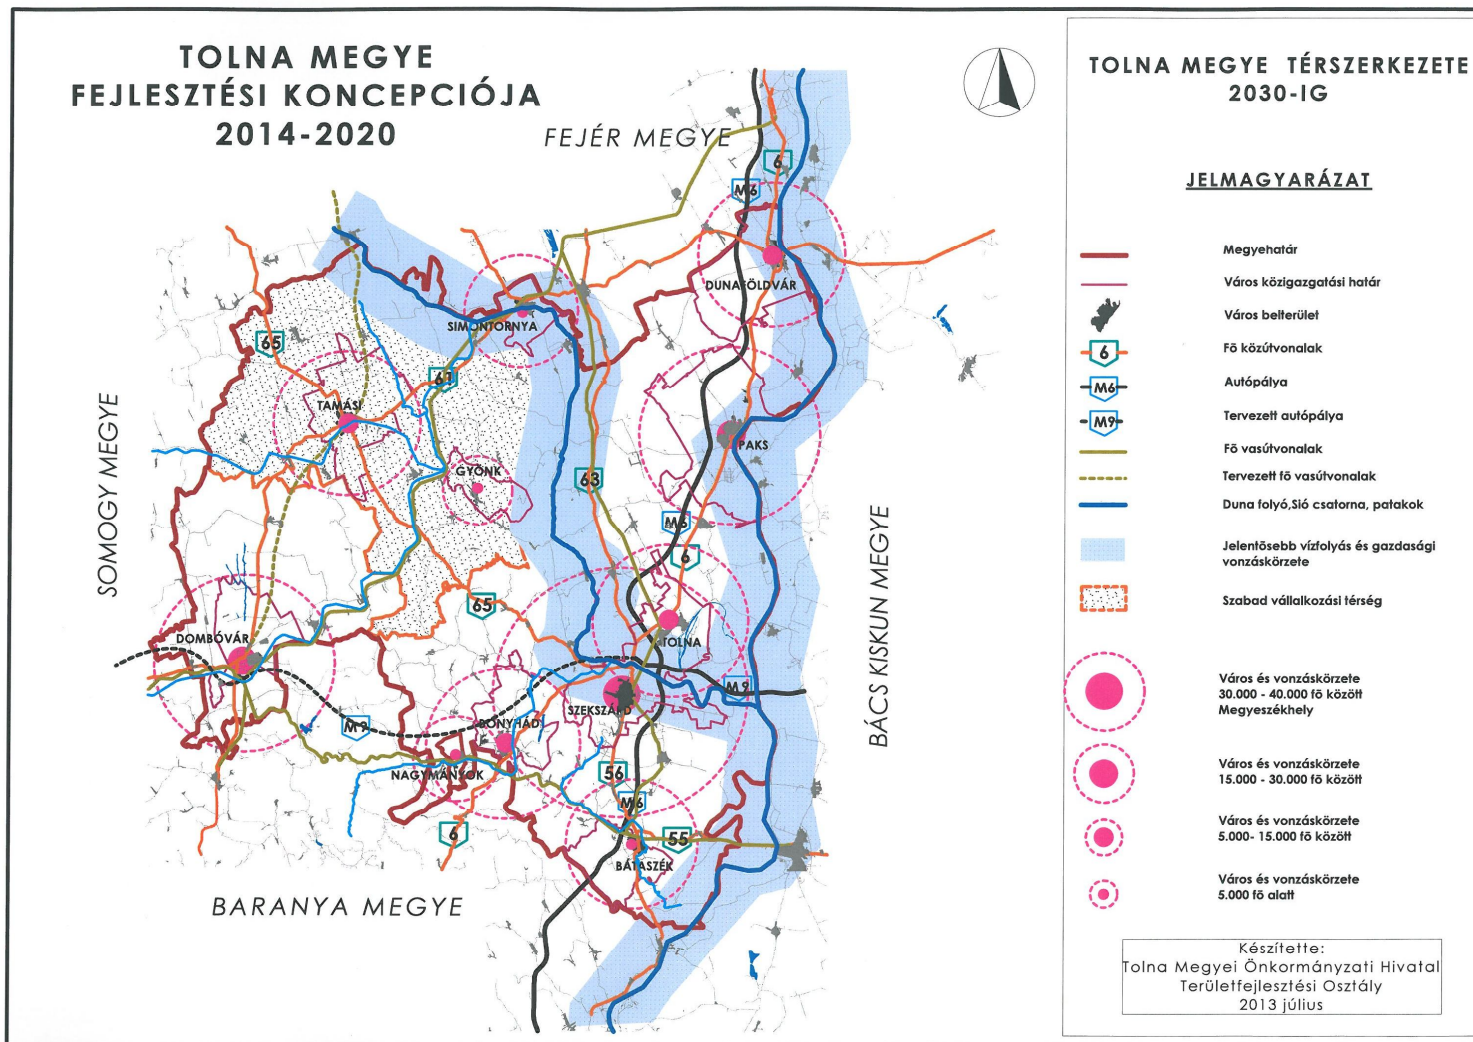 TOLNA MEGYE
FEJLESZTÉSI KONCEPCIÓJA
2014-2020
FEJÉR MEGYE
SOMOGY MEGYE
BÁCS KISKUN MEGYE
BARANYA MEGYE
6
M6
DUNAFÖLDVÁR
SIMONTORNYA
65
61
TAMÁSI
PAKS
GYÖNK
63
M6
6
65
DOMBÓVÁR
TOLNA
M9
SZEKSZÁRD
BONYHÁD
M9
NAGYMÁNYOK
56
M6
6
55
BÁTASZÉK
TOLNA MEGYE TÉRSZERKEZETE
2030-IG
JELMAGYARÁZAT
Megyehatár
Város közigazgatási határ
Város belterület
6
Fő közútvonalak
M6
Autópálya
M9
Tervezett autópálya
Fő vasútvonalak
Tervezett fő vasútvonalak
Duna folyó,Sió csatorna, patakok
Jelentősebb vízfolyás és gazdasági
vonzáskörzete
Szabad vállalkozási térség
Város és vonzáskörzete
30.000 - 40.000 fő között
Megyeszékhely
Város és vonzáskörzete
15.000 - 30.000 fő között
Város és vonzáskörzete
5.000- 15.000 fő között
Város és vonzáskörzete
5.000 fő alatt
Készítette:
Tolna Megyei Önkormányzati Hivatal
Területfejlesztési Osztály
2013 július